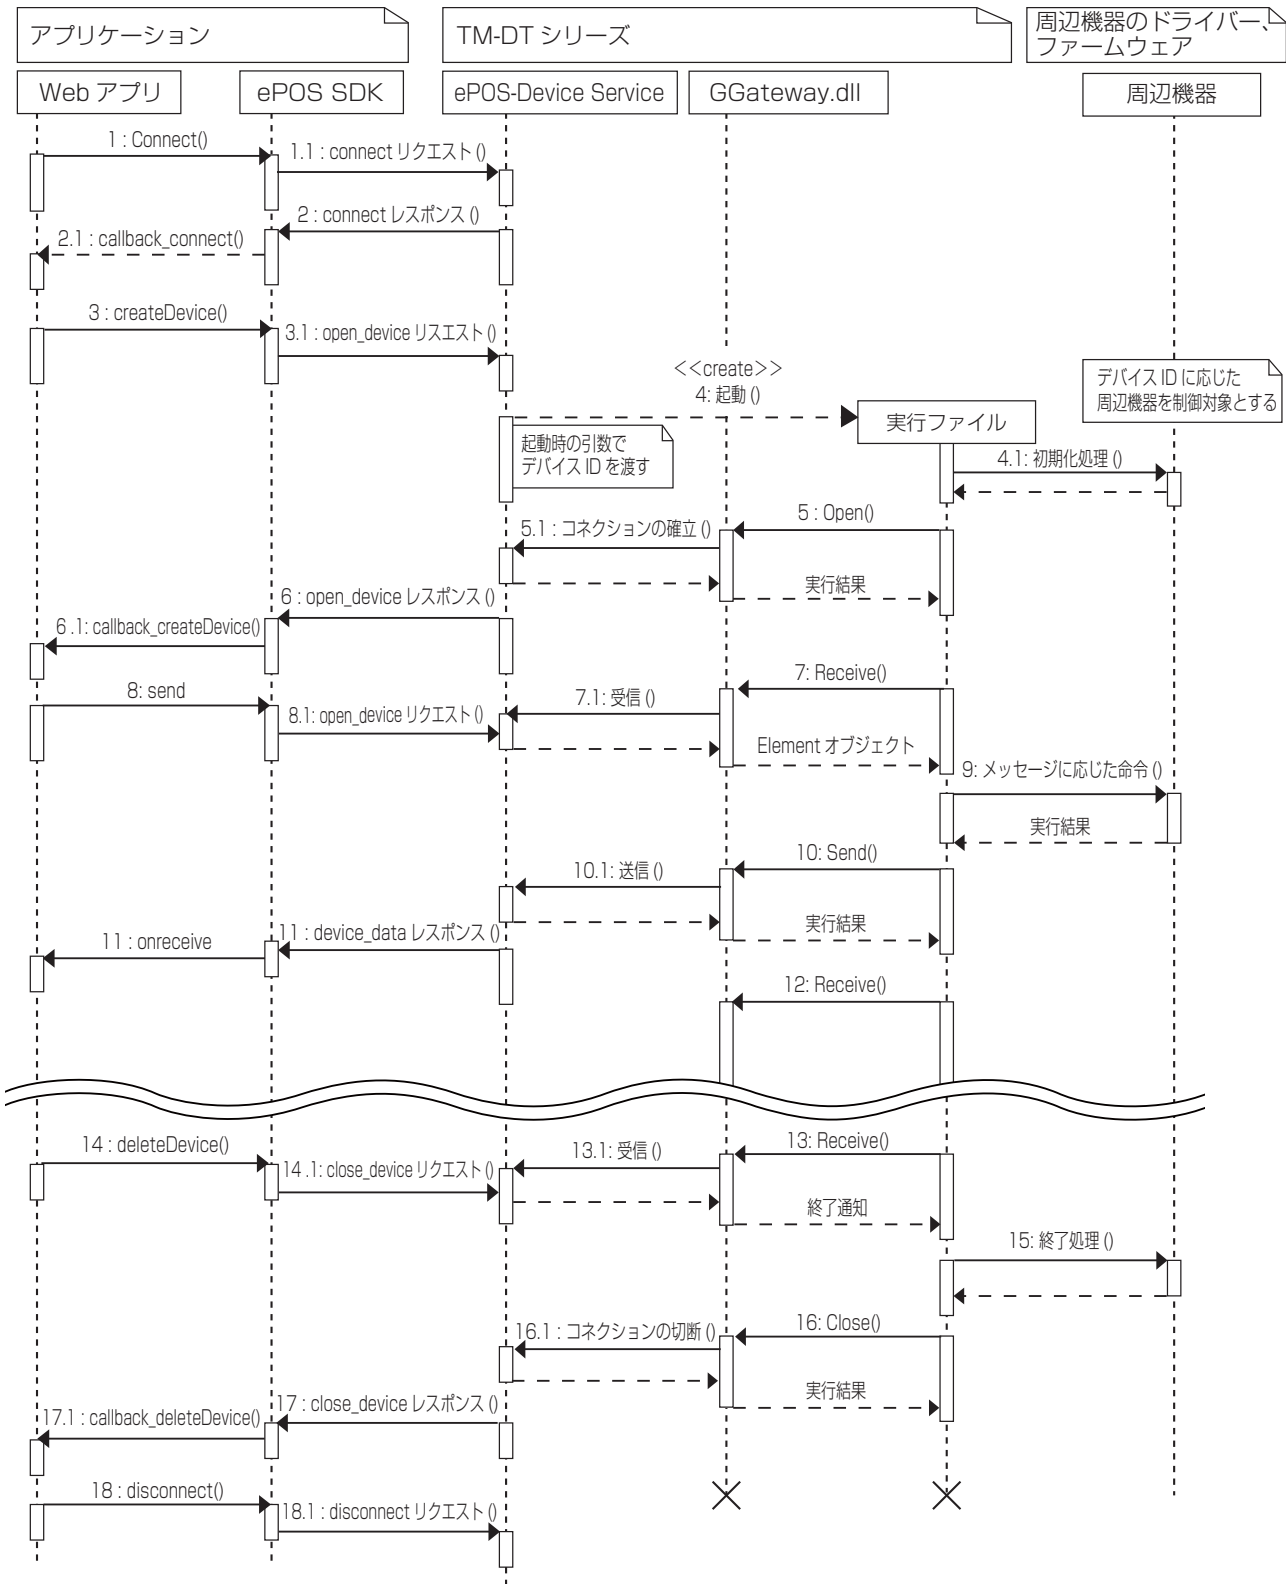 アプリケーション
TM-DT シリーズ
周辺機器のドライバー、
ファームウェア
Web アプリ
ePOS SDK
ePOS-Device Service
GGateway.dll
周辺機器
1 : Connect()
1.1 : connect リクエスト ()
2 : connect レスポンス ()
2.1 : callback_connect()
3 : createDevice()
3.1 : open_device リスエスト ()
<<create>>
4: 起動 ()
デバイス ID に応じた
周辺機器を制御対象とする
実行ファイル
起動時の引数で
デバイス ID を渡す
4.1: 初期化処理 ()
5 : Open()
5.1 : コネクションの確立 ()
実行結果
6 : open_device レスポンス ()
6 .1: callback_createDevice()
7: Receive()
8: send
7.1: 受信 ()
8.1: open_device リクエスト ()
Element オブジェクト
9: メッセージに応じた命令 ()
実行結果
10: Send()
10.1: 送信 ()
実行結果
11 : device_data レスポンス ()
11 : onreceive
12: Receive()
14 : deleteDevice()
13: Receive()
13.1: 受信 ()
14 .1: close_device リクエスト ()
終了通知
15: 終了処理 ()
16: Close()
16.1 : コネクションの切断 ()
実行結果
17 : close_device レスポンス ()
17.1 : callback_deleteDevice()
18 : disconnect()
18.1 : disconnect リクエスト ()